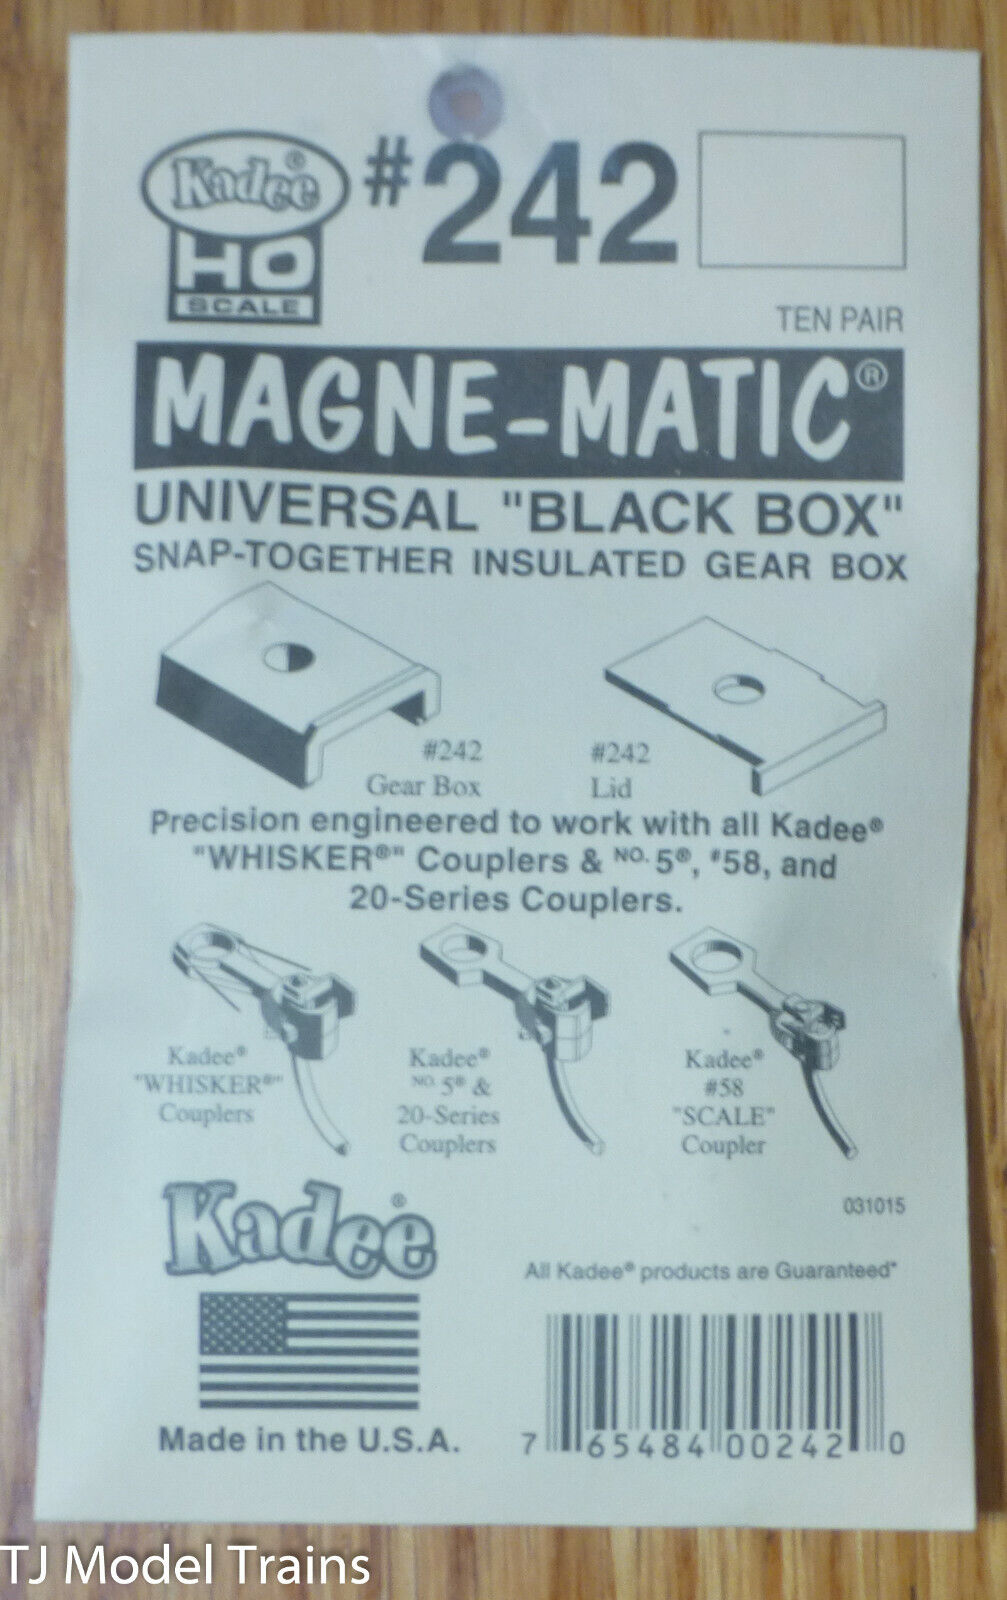 Kadee®
HO
SCALE
#242
TEN PAIR
MAGNE-MATIC®
UNIVERSAL "BLACK BOX"
SNAP-TOGETHER INSULATED GEAR BOX
#242
Gear Box
#242
Lid
Precision engineered to work with all Kadee®
"WHISKER®" Couplers & NO. 5®, #58, and
20-Series Couplers.
Kadee®
"WHISKER®"
Couplers
Kadee®
NO. 5® &
20-Series
Couplers
Kadee®
#58
"SCALE"
Coupler
Kadee®
031015
All Kadee® products are Guaranteed"
Made in the U.S.A.
7 65484 00242 0
TJ Model Trains